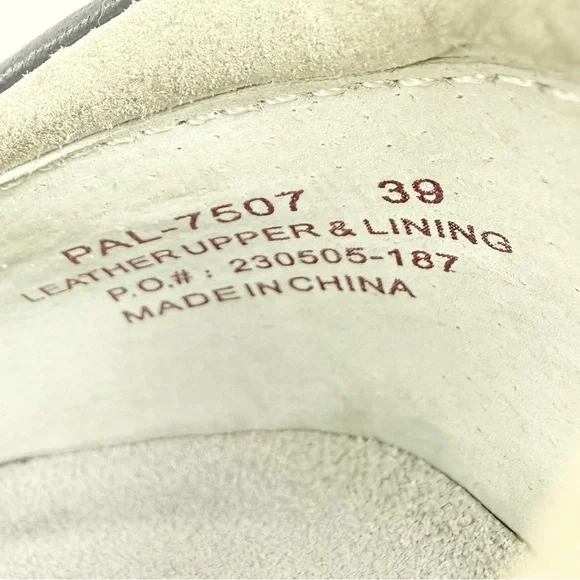 PAL-7507 39
LEATHER UPPER & LINING
P.O.#: 230505-187
MADE IN CHINA